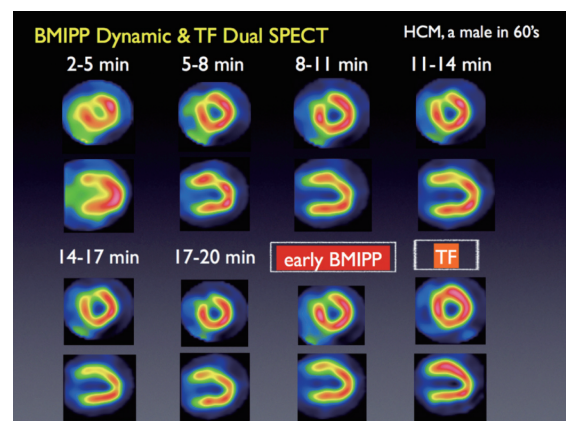 BMIPP Dynamic & TF Dual SPECT
HCM, a male in 60's
2-5 min 5-8 min 8-11 min 11-14 min
14-17 min 17-20 min early BMIPP TF